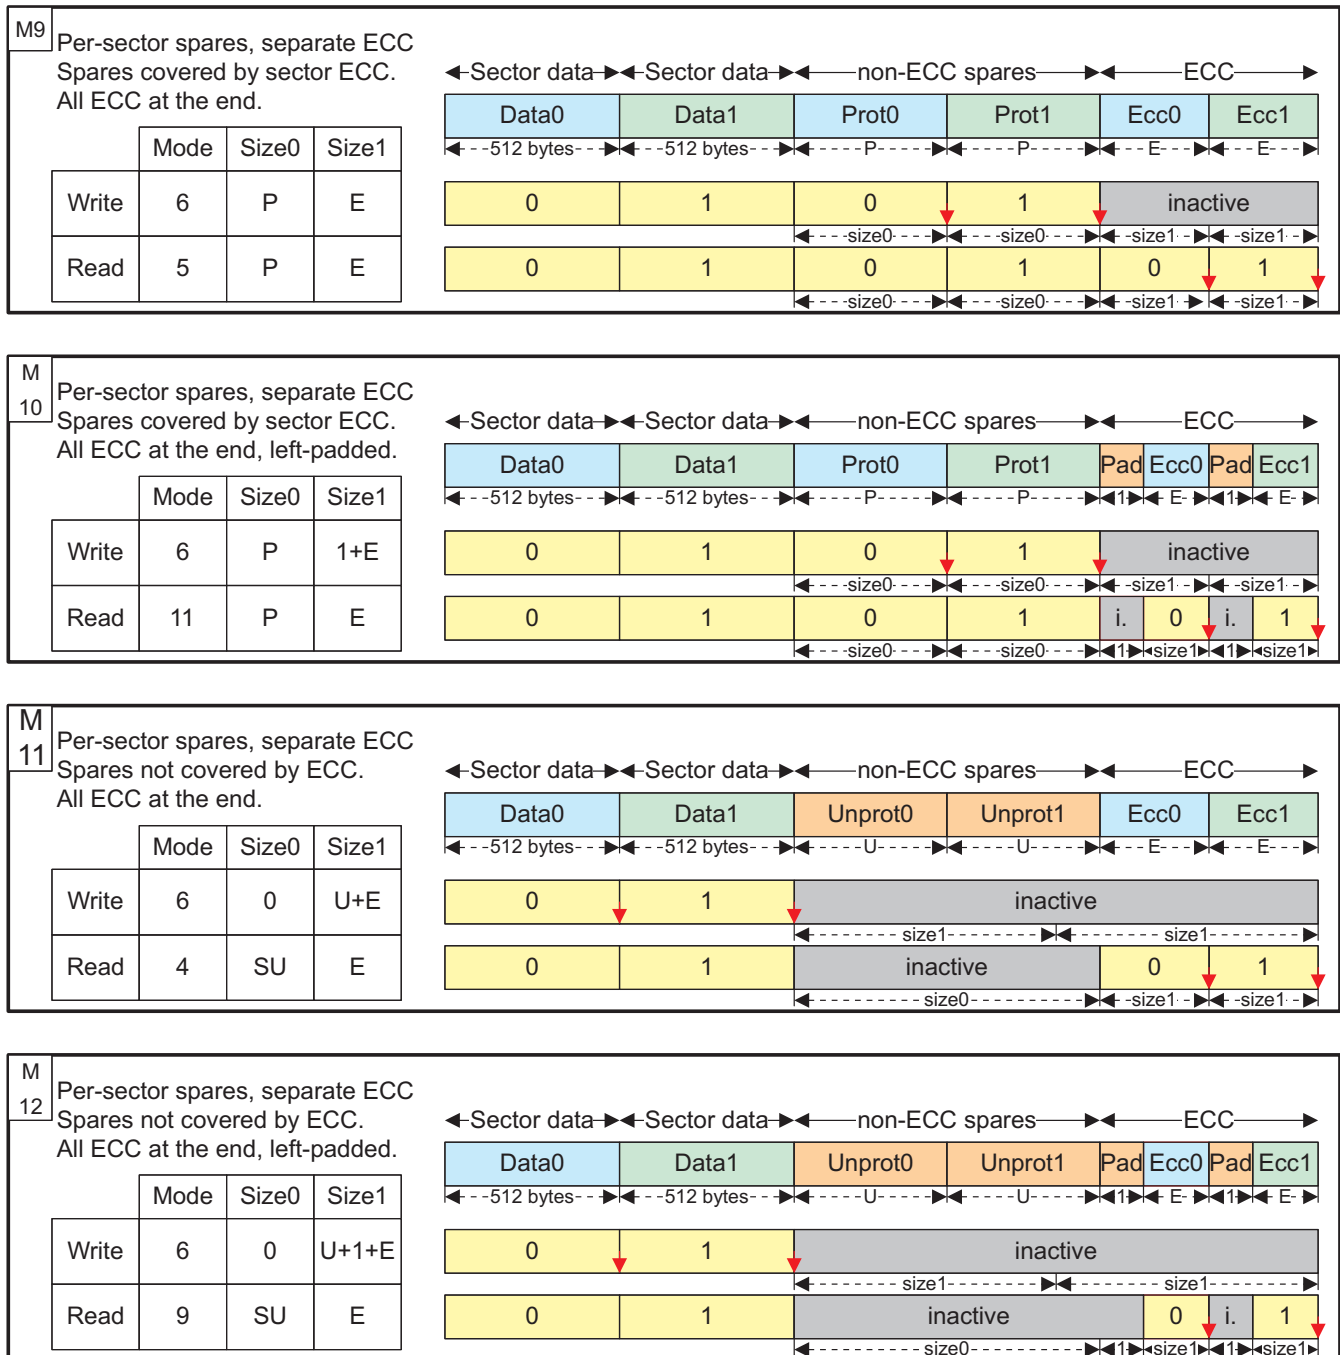 M9
Per-sector spares, separate ECC
Spares covered by sector ECC.
All ECC at the end.
Mode Size0 Size1
Write 6 P E
Read 5 P E
Sector data Sector data non-ECC spares ECC
Data0 Data1 Prot0 Prot1 Ecc0 Ecc1
512 bytes 512 bytes P P E E
0 1 0 1 inactive
size0 size0 size1 size1
0 1 0 1 0 1
size0 size0 size1 size1
M
10
Per-sector spares, separate ECC
Spares covered by sector ECC.
All ECC at the end, left-padded.
Mode Size0 Size1
Write 6 P 1+E
Read 11 P E
Sector data Sector data non-ECC spares ECC
Data0 Data1 Prot0 Prot1 Pad Ecc0 Pad Ecc1
512 bytes 512 bytes P P 1 E 1 E
0 1 0 1 inactive
size0 size0 size1 size1
0 1 0 1 i. 0 i. 1
size0 size0 1 size1 1 size1
M
11
Per-sector spares, separate ECC
Spares not covered by ECC.
All ECC at the end.
Mode Size0 Size1
Write 6 0 U+E
Read 4 SU E
Sector data Sector data non-ECC spares ECC
Data0 Data1 Unprot0 Unprot1 Ecc0 Ecc1
512 bytes 512 bytes U U E E
0 1 inactive
size1 size1
0 1 inactive 0 1
size0 size1 size1
M
12
Per-sector spares, separate ECC
Spares not covered by ECC.
All ECC at the end, left-padded.
Mode Size0 Size1
Write 6 0 U+1+E
Read 9 SU E
Sector data Sector data non-ECC spares ECC
Data0 Data1 Unprot0 Unprot1 Pad Ecc0 Pad Ecc1
512 bytes 512 bytes U U 1 E 1 E
0 1 inactive
size1 size1
0 1 inactive 0 i. 1
size0 1 size1 1 size1